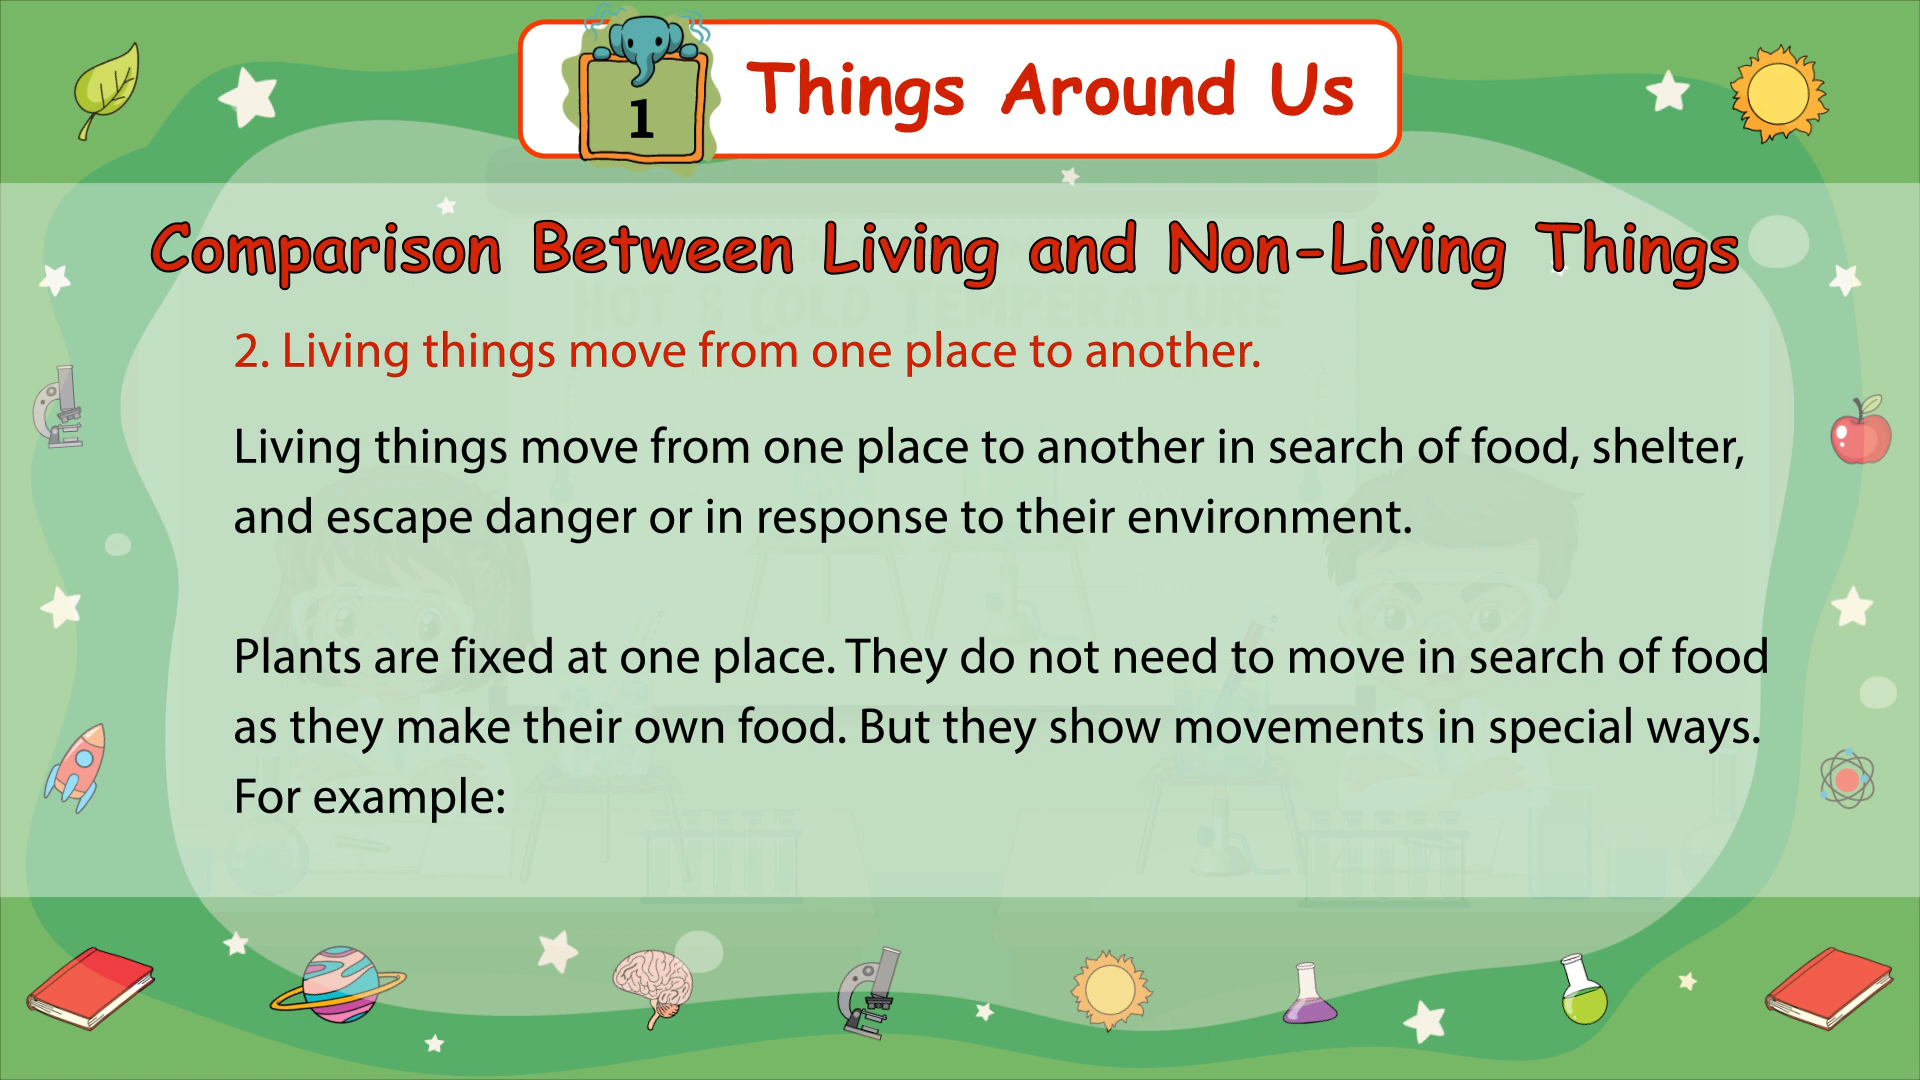 1
Things Around Us
Comparison Between Living and Non-Living Things
HOT & COLD TEMPERATURE
2. Living things move from one place to another.
Living things move from one place to another in search of food, shelter,
and escape danger or in response to their environment.
Plants are fixed at one place. They do not need to move in search of food
as they make their own food. But they show movements in special ways.
For example: